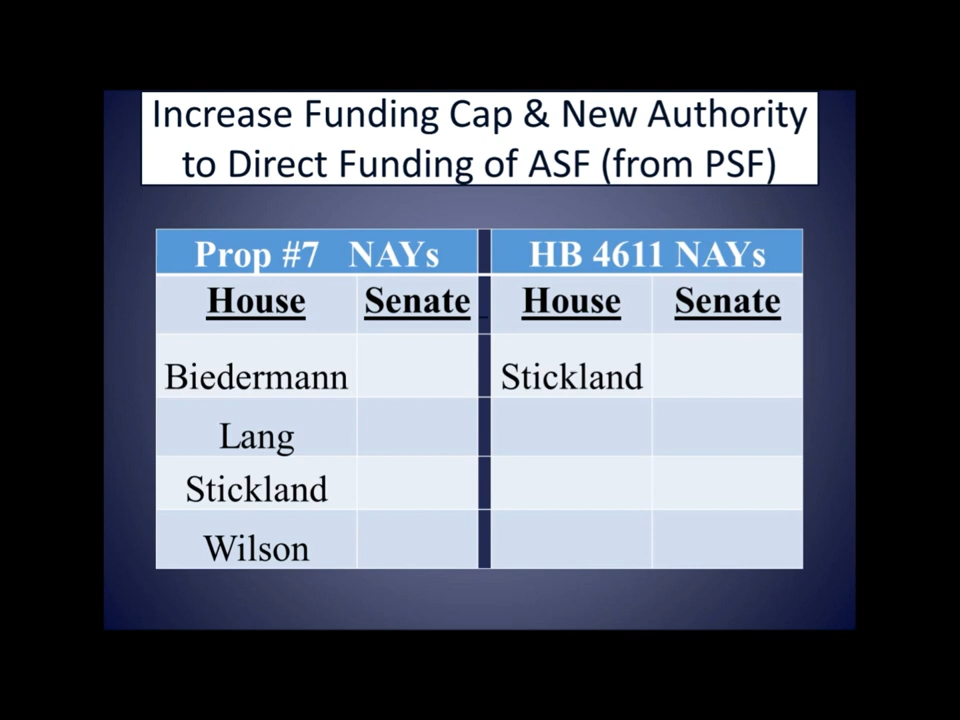 Increase Funding Cap & New Authority
to Direct Funding of ASF (from PSF)
Prop #7 NAYs HB 4611 NAYs
House Senate House Senate
Biedermann Stickland
Lang
Stickland
Wilson